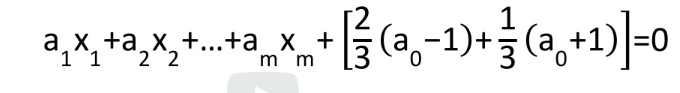 a₁x₁+a₂x₂+...+aₘxₘ+[2/3(a₀-1)+1/3(a₀+1)]=0